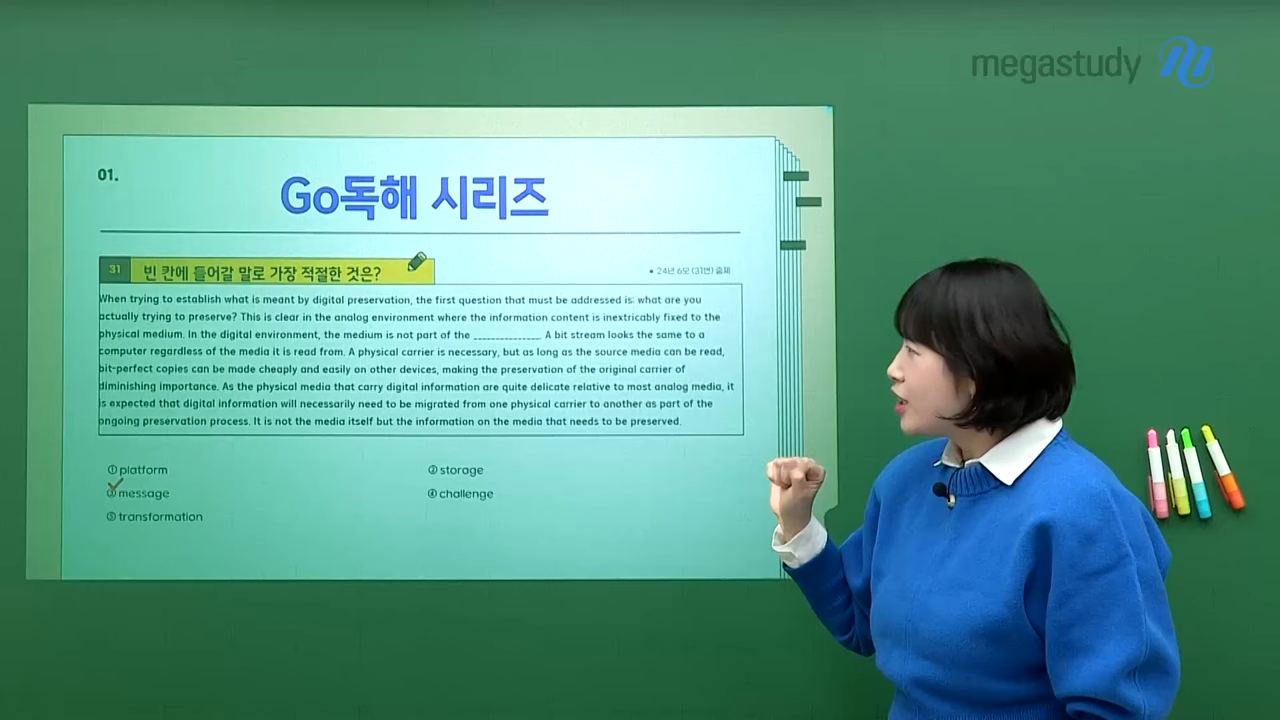 megastudy
01.
Go독해 시리즈
31 빈 칸에 들어갈 말로 가장 적절한 것은?
• 24년 6모 (31번) 출제
When trying to establish what is meant by digital preservation, the first question that must be addressed is: what are you
actually trying to preserve? This is clear in the analog environment where the information content is inextricably fixed to the
physical medium. In the digital environment, the medium is not part of the _______________. A bit stream looks the same to a
computer regardless of the media it is read from. A physical carrier is necessary, but as long as the source media can be read,
bit-perfect copies can be made cheaply and easily on other devices, making the preservation of the original carrier of
diminishing importance. As the physical media that carry digital information are quite delicate relative to most analog media, it
is expected that digital information will necessarily need to be migrated from one physical carrier to another as part of the
ongoing preservation process. It is not the media itself but the information on the media that needs to be preserved.
① platform
② storage
③ message
④ challenge
⑤ transformation